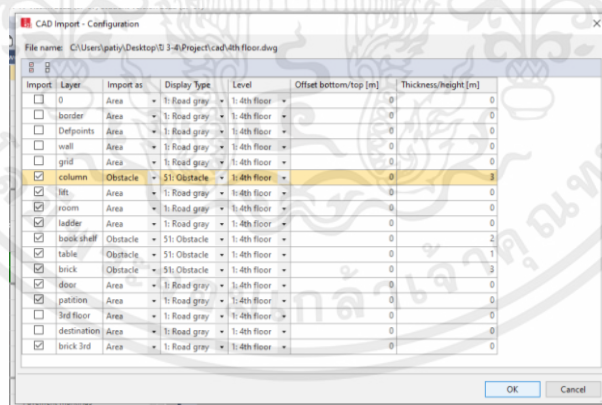 CAD Import - Configuration
File name: C:\Users\patiy\Desktop\ปี 3-4\Project\cad\4th floor.dwg
Import Layer Import as Display Type Level Offset bottom/top [m] Thickness/height [m]
0 Area 1: Road gray 1: 4th floor 0 0
border Area 1: Road gray 1: 4th floor 0 0
Defpoints Area 1: Road gray 1: 4th floor 0 0
wall Area 1: Road gray 1: 4th floor 0 0
grid Area 1: Road gray 1: 4th floor 0 0
column Obstacle 51: Obstacle 1: 4th floor 0 3
lift Area 1: Road gray 1: 4th floor 0 0
room Area 1: Road gray 1: 4th floor 0 0
ladder Area 1: Road gray 1: 4th floor 0 0
book shelf Obstacle 51: Obstacle 1: 4th floor 0 2
table Obstacle 51: Obstacle 1: 4th floor 0 1
brick Obstacle 51: Obstacle 1: 4th floor 0 3
door Area 1: Road gray 1: 4th floor 0 0
patition Area 1: Road gray 1: 4th floor 0 0
3rd floor Area 1: Road gray 1: 4th floor 0 0
destination Area 1: Road gray 1: 4th floor 0 0
brick 3rd Area 1: Road gray 1: 4th floor 0 0
OK Cancel